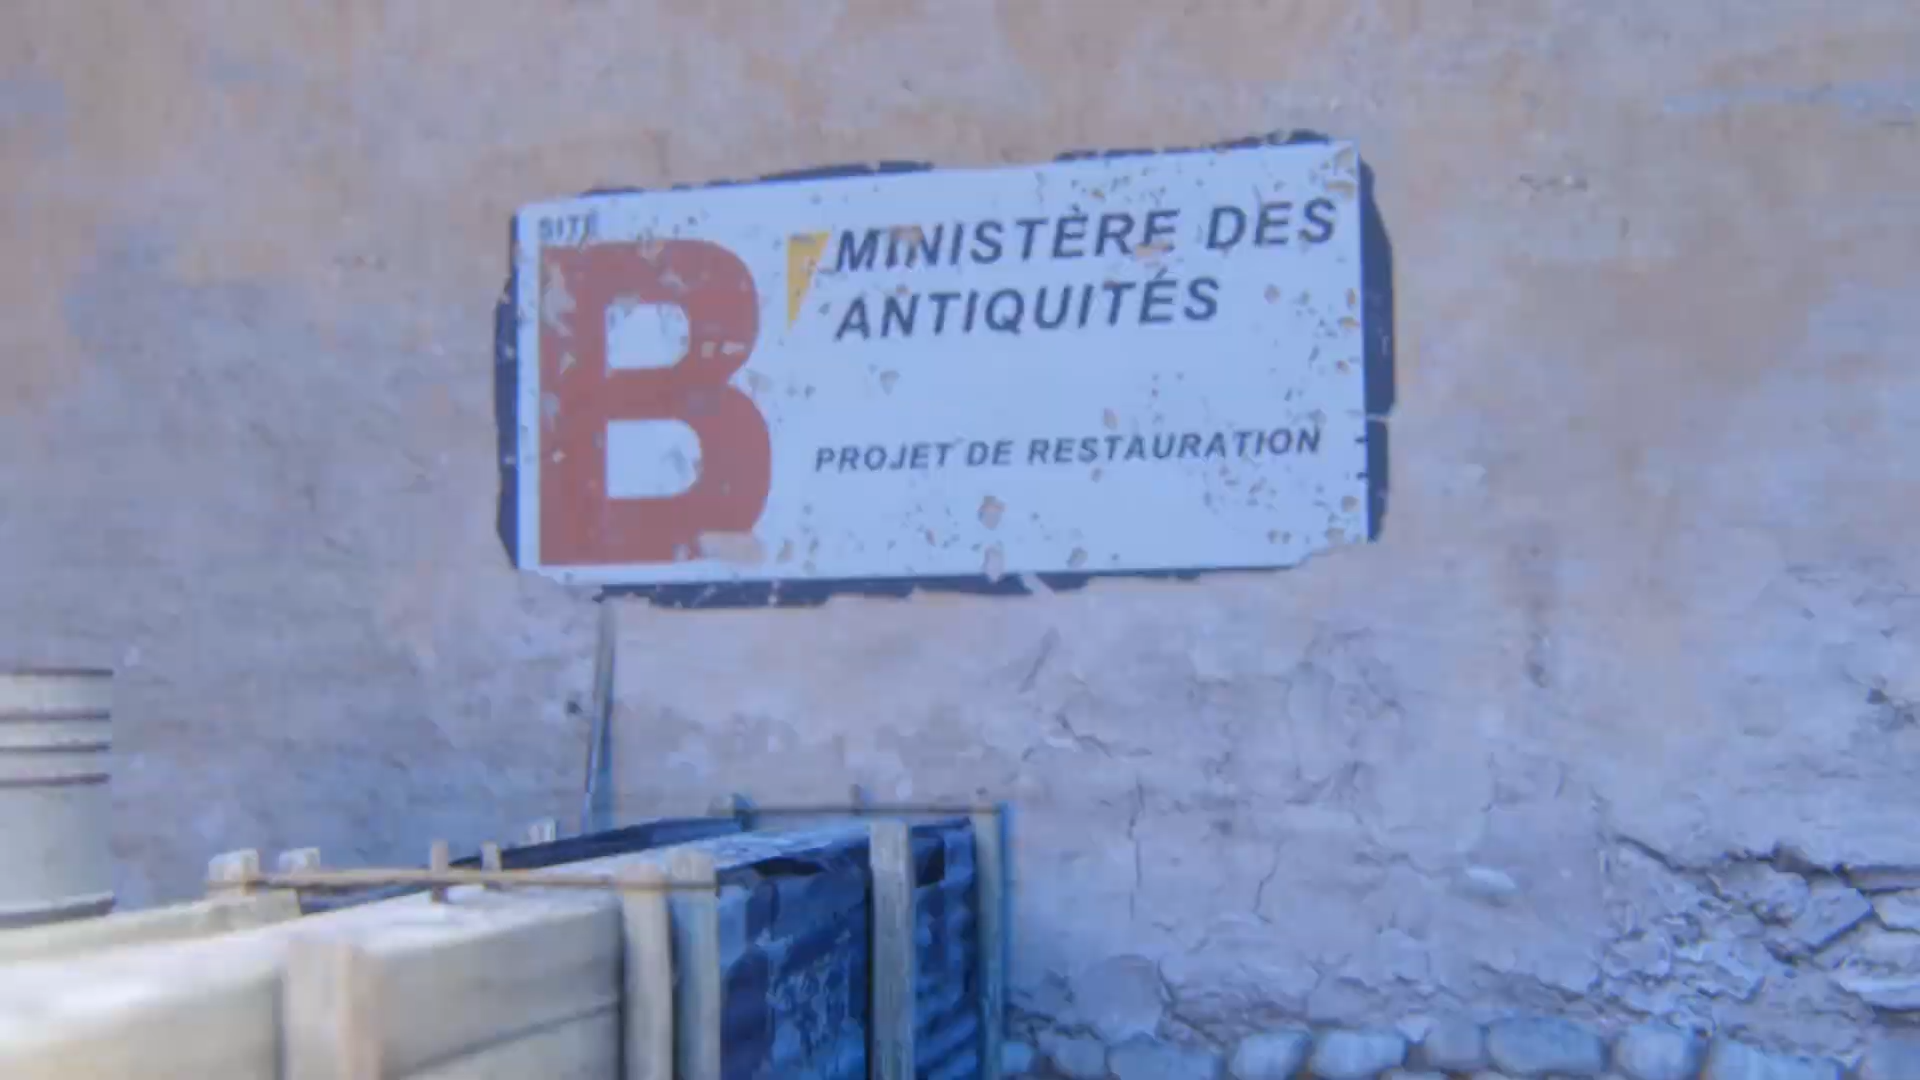 SITE
B
MINISTÈRE DES
ANTIQUITÉS
PROJET DE RESTAURATION